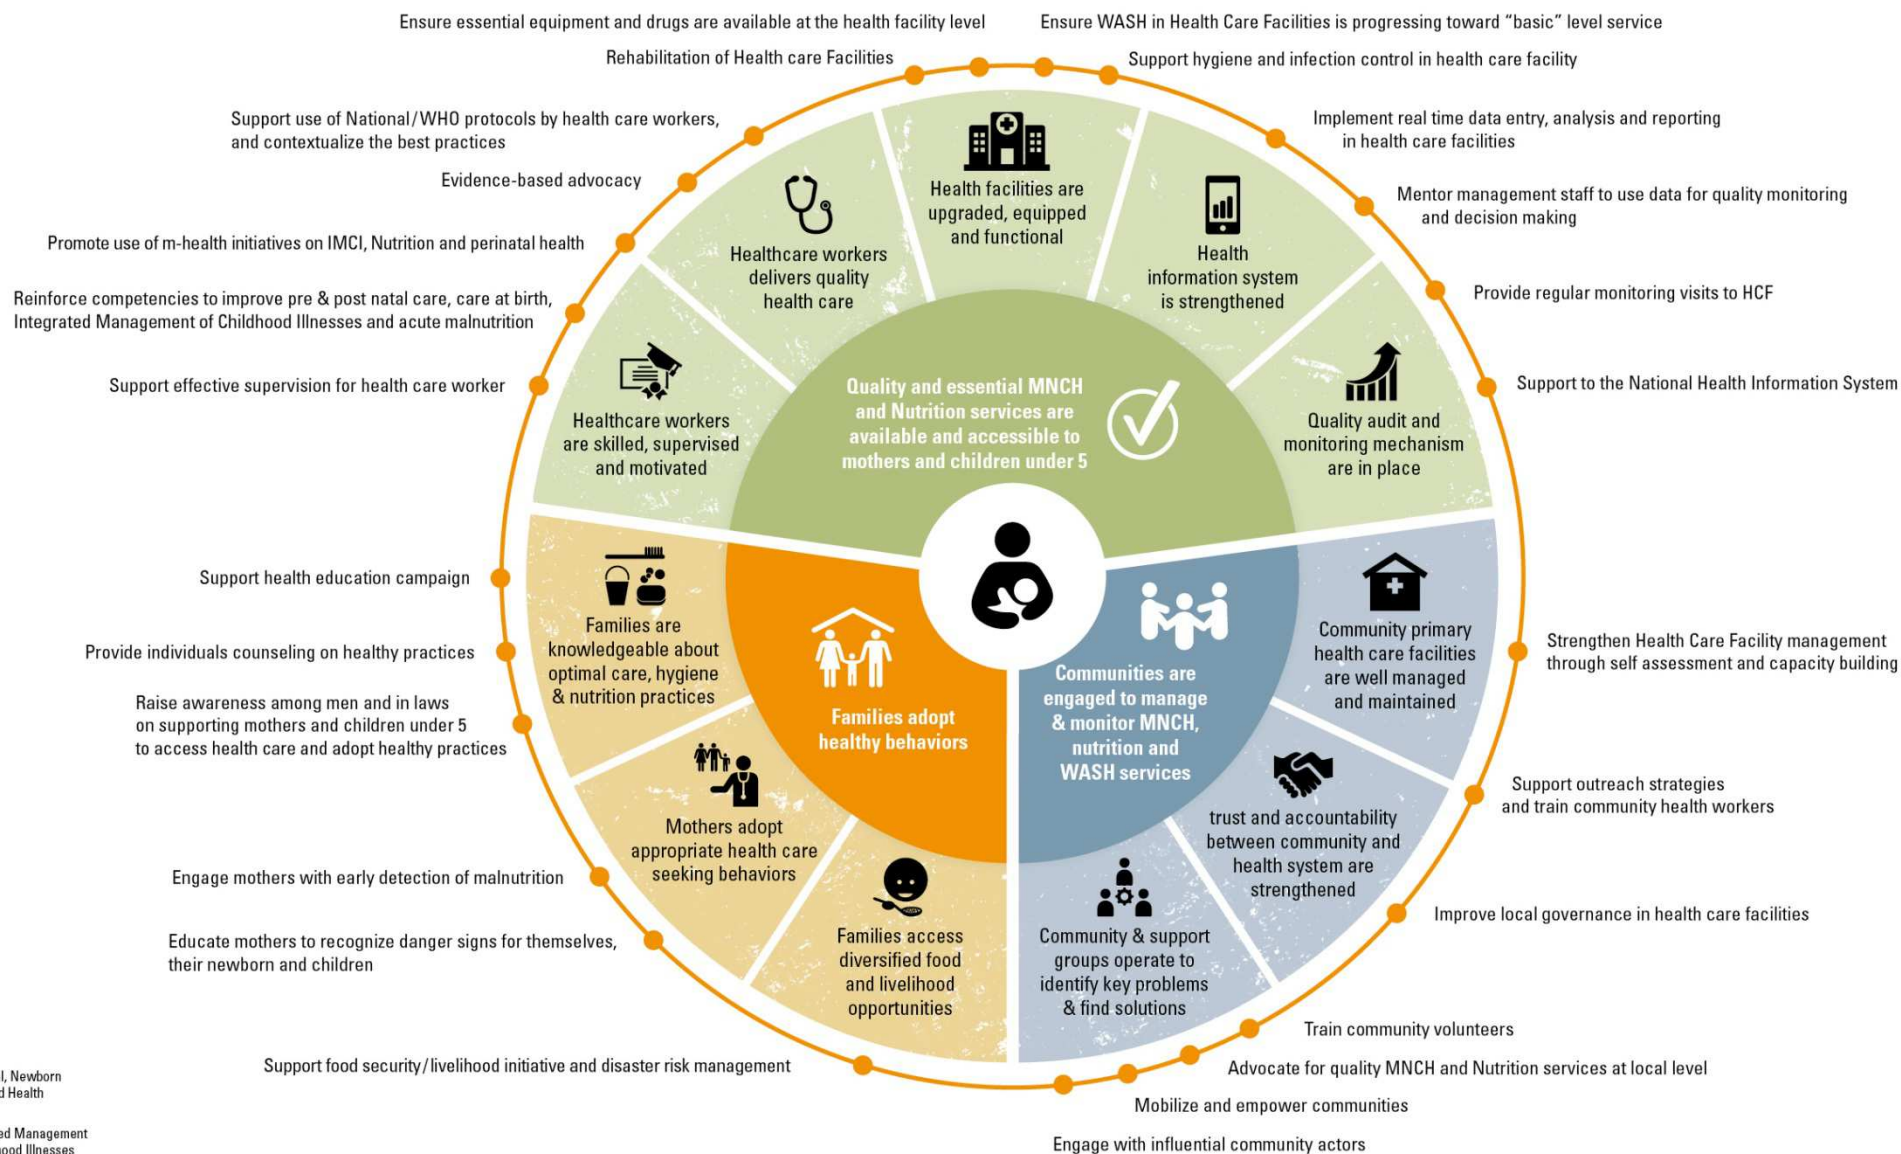 Ensure essential equipment and drugs are available at the health facility level
Ensure WASH in Health Care Facilities is progressing toward “basic” level service
Rehabilitation of Health care Facilities
Support hygiene and infection control in health care facility
Support use of National/WHO protocols by health care workers,
and contextualize the best practices
Implement real time data entry, analysis and reporting
in health care facilities
Evidence-based advocacy
Mentor management staff to use data for quality monitoring
and decision making
Promote use of m-health initiatives on IMCI, Nutrition and perinatal health
Provide regular monitoring visits to HCF
Reinforce competencies to improve pre & post natal care, care at birth,
Integrated Management of Childhood Illnesses and acute malnutrition
Support effective supervision for health care worker
Support to the National Health Information System
Health facilities are
upgraded, equipped
and functional
Healthcare workers
delivers quality
health care
Health
information system
is strengthened
Healthcare workers
are skilled, supervised
and motivated
Quality audit and
monitoring mechanism
are in place
Quality and essential MNCH
and Nutrition services are
available and accessible to
mothers and children under 5
Support health education campaign
Provide individuals counseling on healthy practices
Raise awareness among men and in laws
on supporting mothers and children under 5
to access health care and adopt healthy practices
Families are
knowledgeable about
optimal care, hygiene
& nutrition practices
Families adopt
healthy behaviors
Communities are
engaged to manage
& monitor MNCH,
nutrition and
WASH services
Community primary
health care facilities
are well managed
and maintained
Strengthen Health Care Facility management
through self assessment and capacity building
Mothers adopt
appropriate health care
seeking behaviors
trust and accountability
between community and
health system are
strengthened
Support outreach strategies
and train community health workers
Engage mothers with early detection of malnutrition
Educate mothers to recognize danger signs for themselves,
their newborn and children
Families access
diversified food
and livelihood
opportunities
Community & support
groups operate to
identify key problems
& find solutions
Improve local governance in health care facilities
Support food security/livelihood initiative and disaster risk management
Train community volunteers
Advocate for quality MNCH and Nutrition services at local level
Mobilize and empower communities
Engage with influential community actors
l, Newborn
d Health
ed Management
hood Illnesses